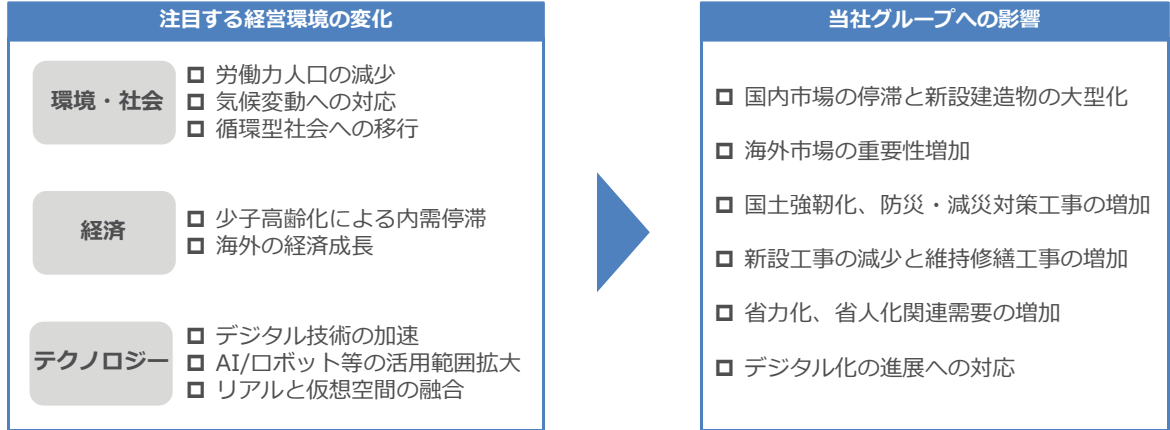 注目する経営環境の変化
環境・社会
労働力人口の減少
気候変動への対応
循環型社会への移行
経済
少子高齢化による内需停滞
海外の経済成長
テクノロジー
デジタル技術の加速
AI/ロボット等の活用範囲拡大
リアルと仮想空間の融合
当社グループへの影響
国内市場の停滞と新設建造物の大型化
海外市場の重要性増加
国土強靭化、防災・減災対策工事の増加
新設工事の減少と維持修繕工事の増加
省力化、省人化関連需要の増加
デジタル化の進展への対応